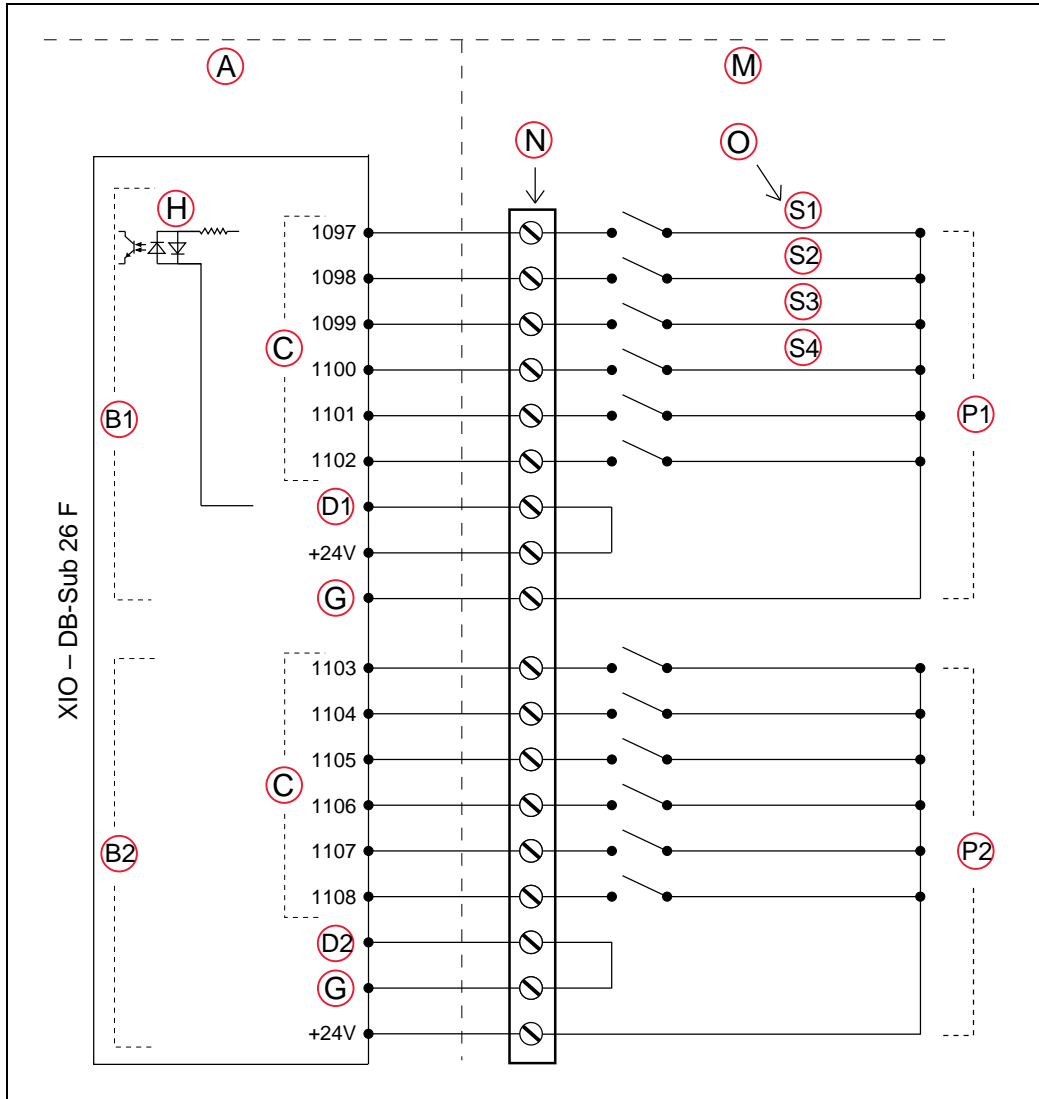 A
M
N
O
H
S1
1097
S2
1098
S3
1099
C
S4
1100
B1
1101
P1
1102
D1
+24V
G
XIO – DB-Sub 26 F
1103
1104
1105
C
1106
B2
1107
P2
1108
D2
G
+24V